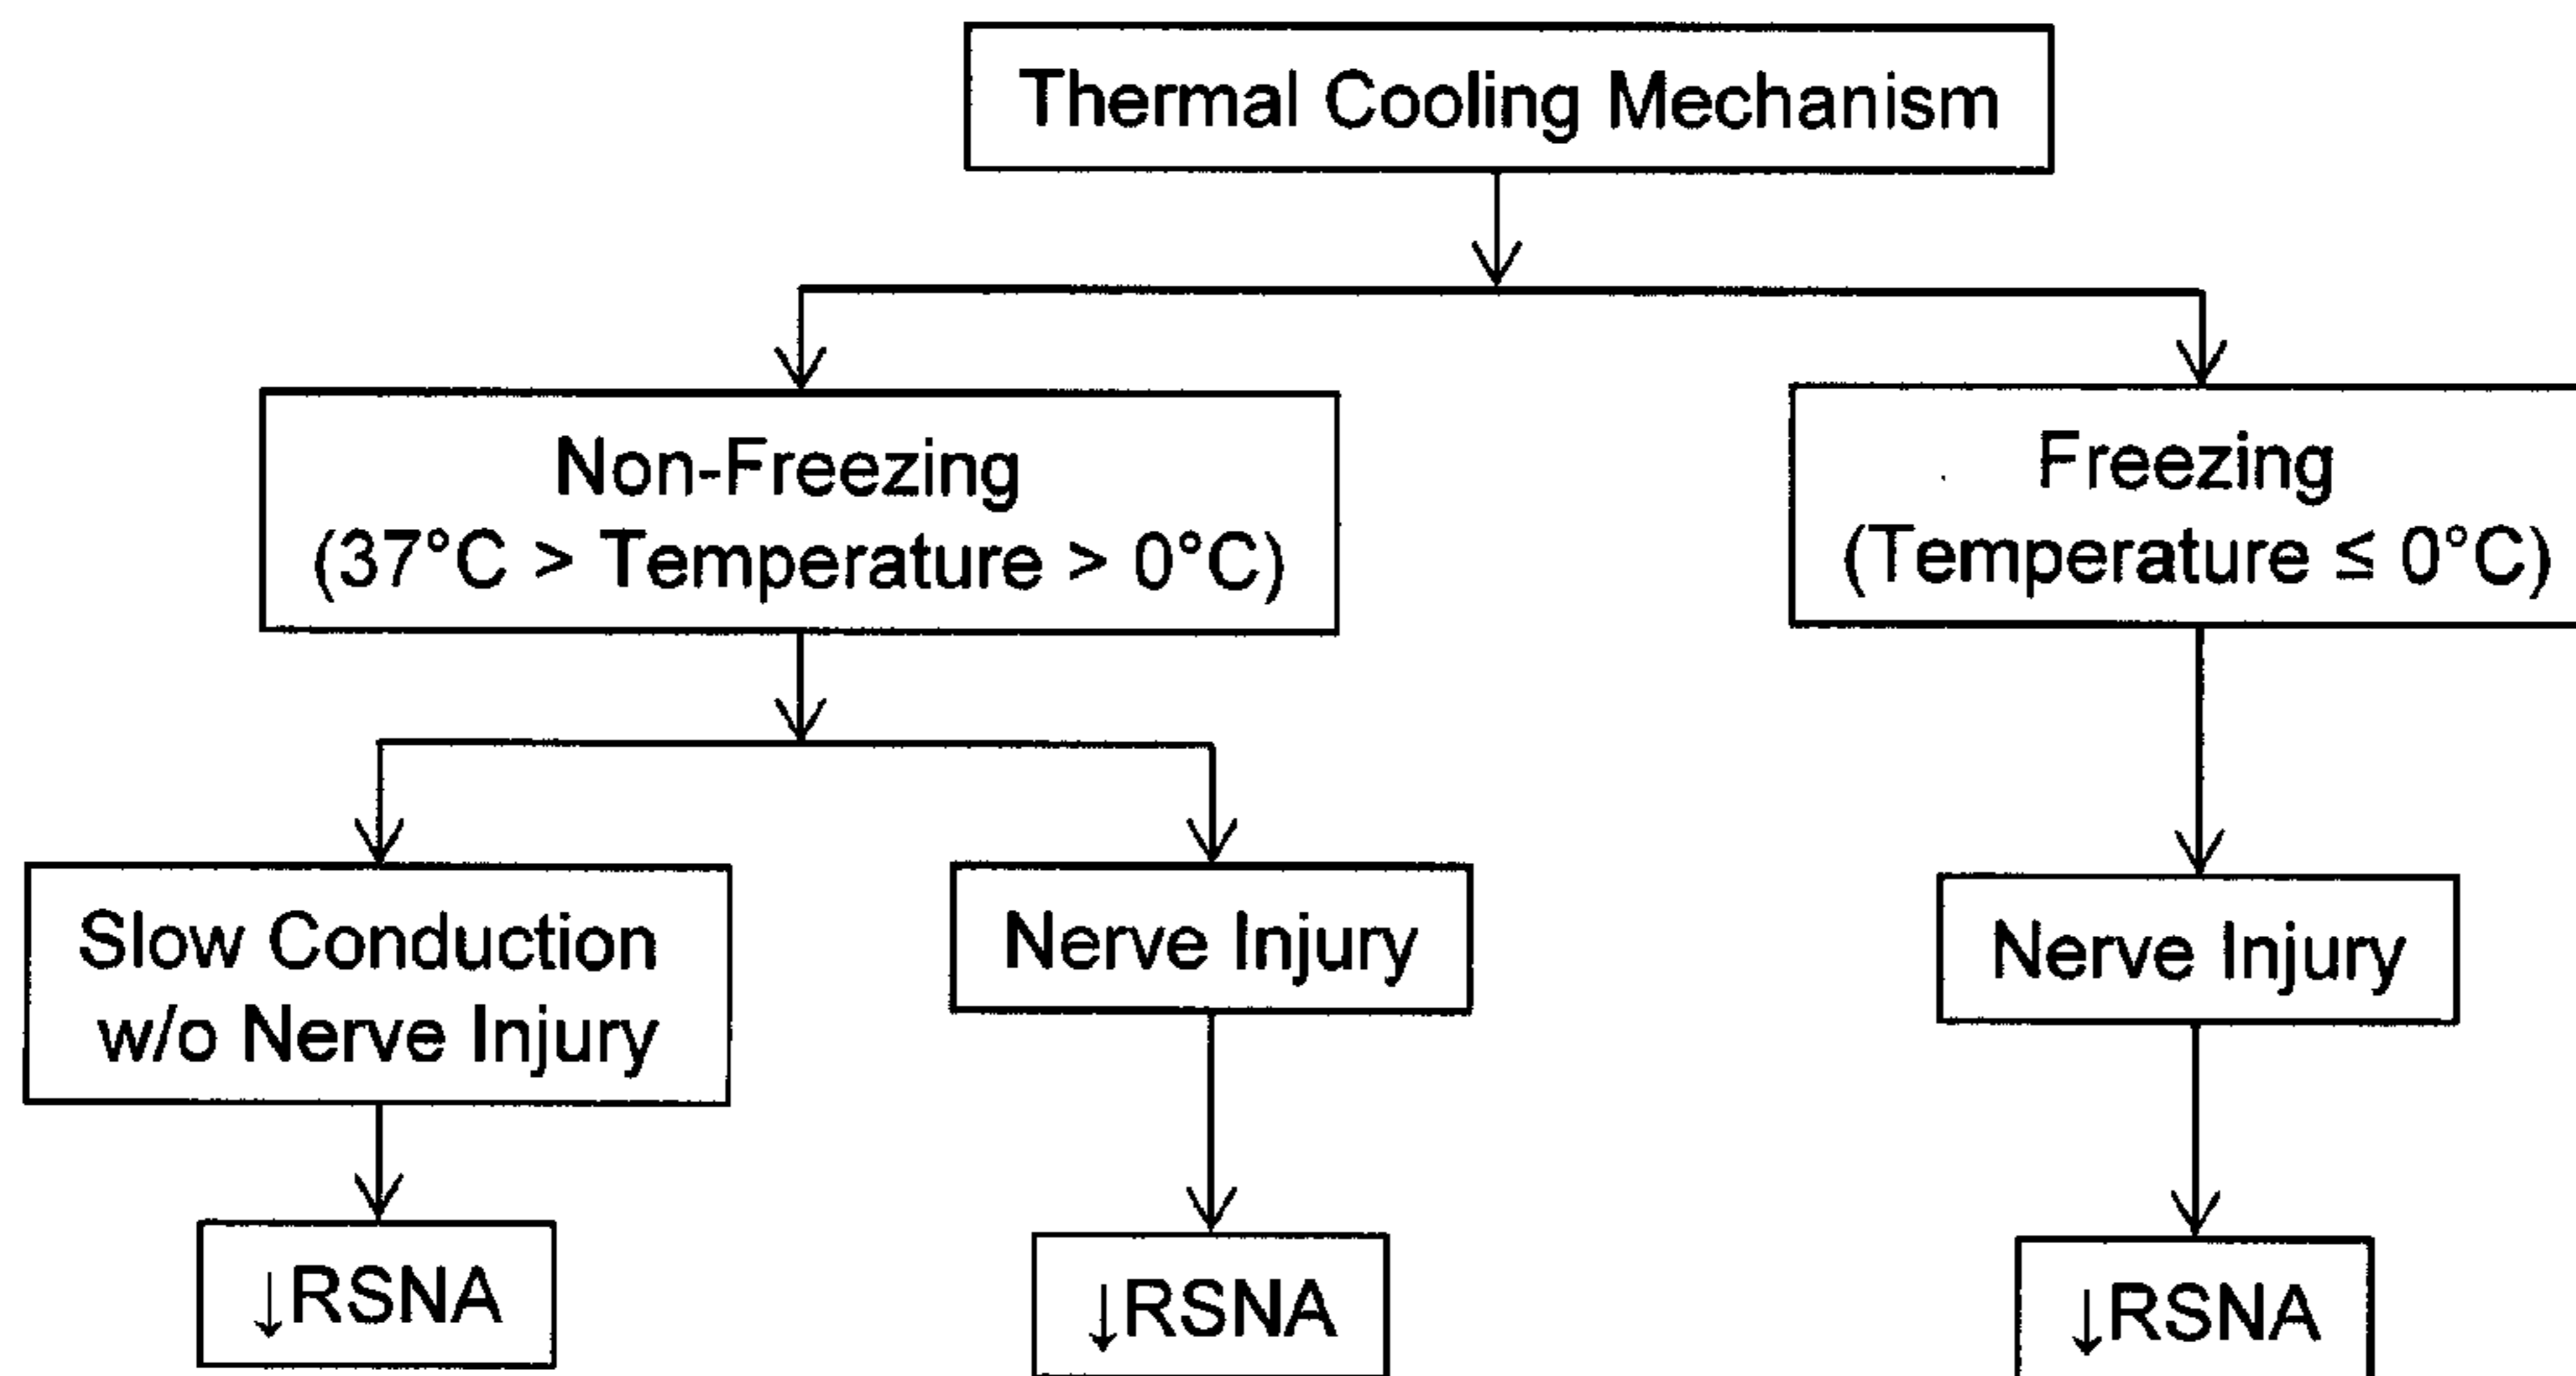 Thermal Cooling Mechanism
Non-Freezing
(37°C > Temperature > 0°C)
Freezing
(Temperature ≤ 0°C)
Slow Conduction
w/o Nerve Injury
Nerve Injury
Nerve Injury
↓RSNA
↓RSNA
↓RSNA